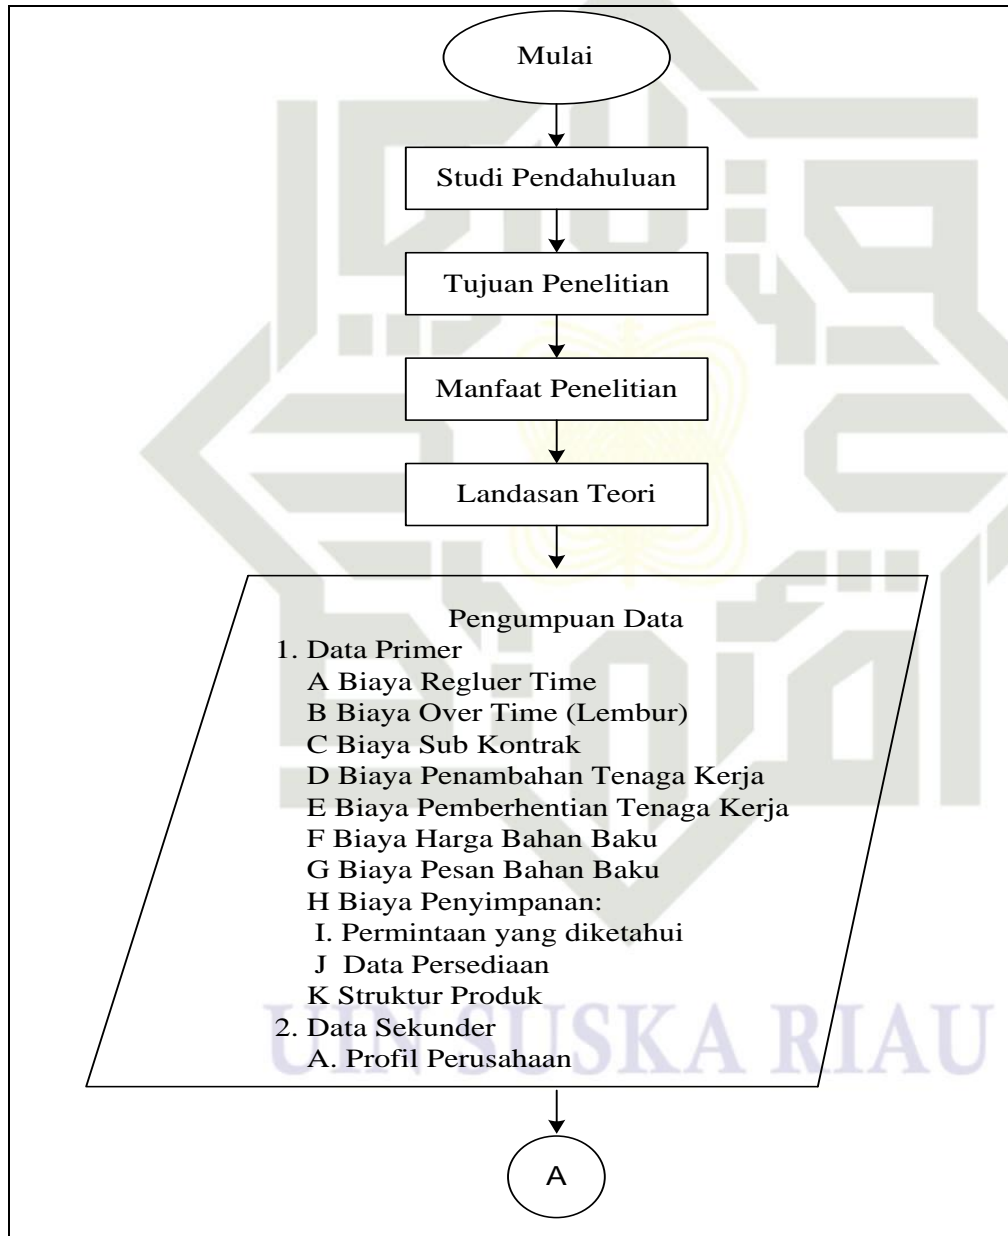 Mulai
Studi Pendahuluan
Tujuan Penelitian
Manfaat Penelitian
Landasan Teori
Pengumpuan Data
1. Data Primer
A Biaya Regluer Time
B Biaya Over Time (Lembur)
C Biaya Sub Kontrak
D Biaya Penambahan Tenaga Kerja
E Biaya Pemberhentian Tenaga Kerja
F Biaya Harga Bahan Baku
G Biaya Pesan Bahan Baku
H Biaya Penyimpanan:
I. Permintaan yang diketahui
J Data Persediaan
K Struktur Produk
2. Data Sekunder
A. Profil Perusahaan
UIN SUSKA RIAU
A